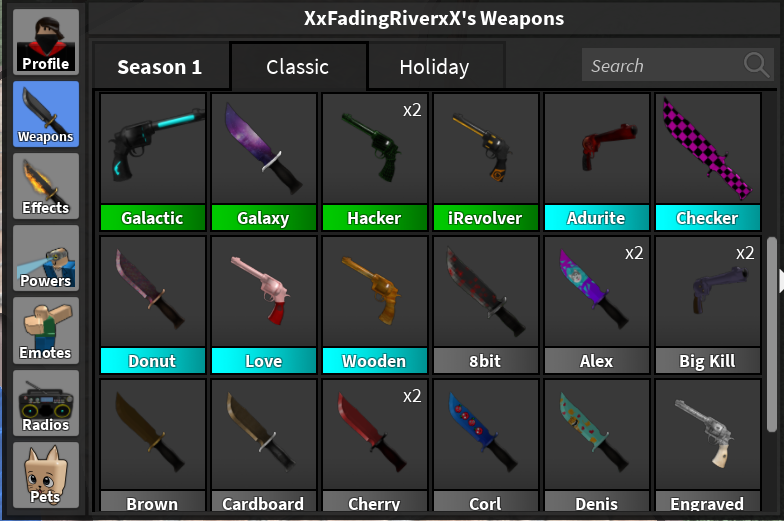 XxFadingRiverxX's Weapons
Profile
Weapons
Effects
Powers
Emotes
Radios
Pets
Season 1
Classic
Holiday
Search
x2
Galactic
Galaxy
Hacker
iRevolver
Adurite
Checker
x2
x2
Donut
Love
Wooden
8bit
Alex
Big Kill
x2
Brown
Cardboard
Cherry
Corl
Denis
Engraved